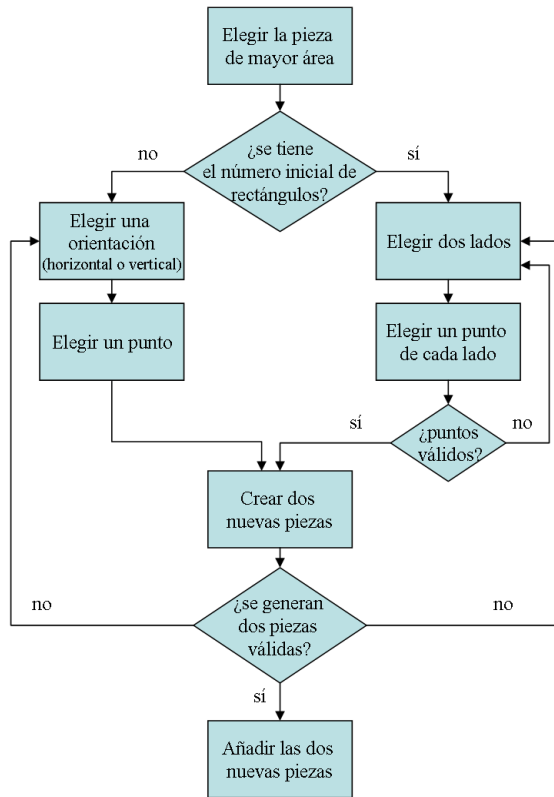 Elegir la pieza
de mayor área
¿se tiene
el número inicial de
rectángulos?
no
sí
Elegir una
orientación
(horizontal o vertical)
Elegir dos lados
Elegir un punto
Elegir un punto
de cada lado
¿puntos
válidos?
sí
no
Crear dos
nuevas piezas
¿se generan
dos piezas
válidas?
no
no
sí
Añadir las dos
nuevas piezas